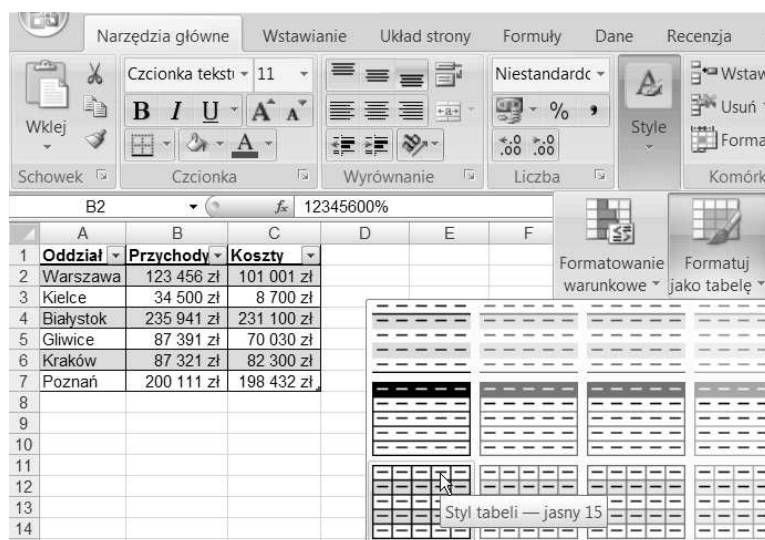 Narzędzia główne Wstawianie Układ strony Formuły Dane Recenzja
Czcionka tekstu 11 Niestandardc Wstaw
B I U A A % Usuń
Wklej Style Forma
A ,00 ,00
Schowek Czcionka Wyrównanie Liczba Komórk
B2 fx 12345600%
A B C D E F
1 Oddział Przychody Koszty
2 Warszawa 123 456 zł 101 001 zł
3 Kielce 34 500 zł 8 700 zł
4 Białystok 235 941 zł 231 100 zł
5 Gliwice 87 391 zł 70 030 zł
6 Kraków 87 321 zł 82 300 zł
7 Poznań 200 111 zł 198 432 zł
8
9
10
11
12
13
14
Formatowanie warunkowe
Formatuj jako tabelę
Styl tabeli — jasny 15